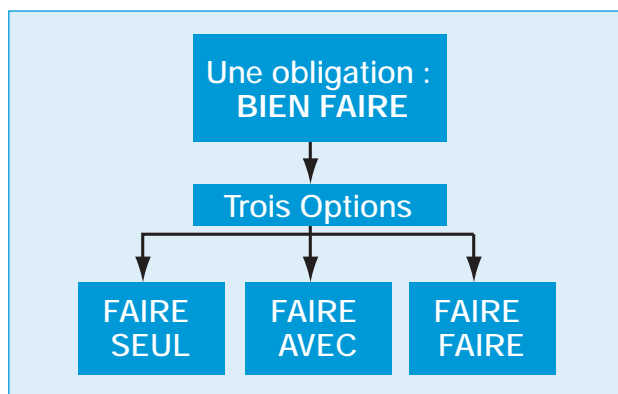 Une obligation :
BIEN FAIRE
Trois Options
FAIRE
SEUL
FAIRE
AVEC
FAIRE
FAIRE